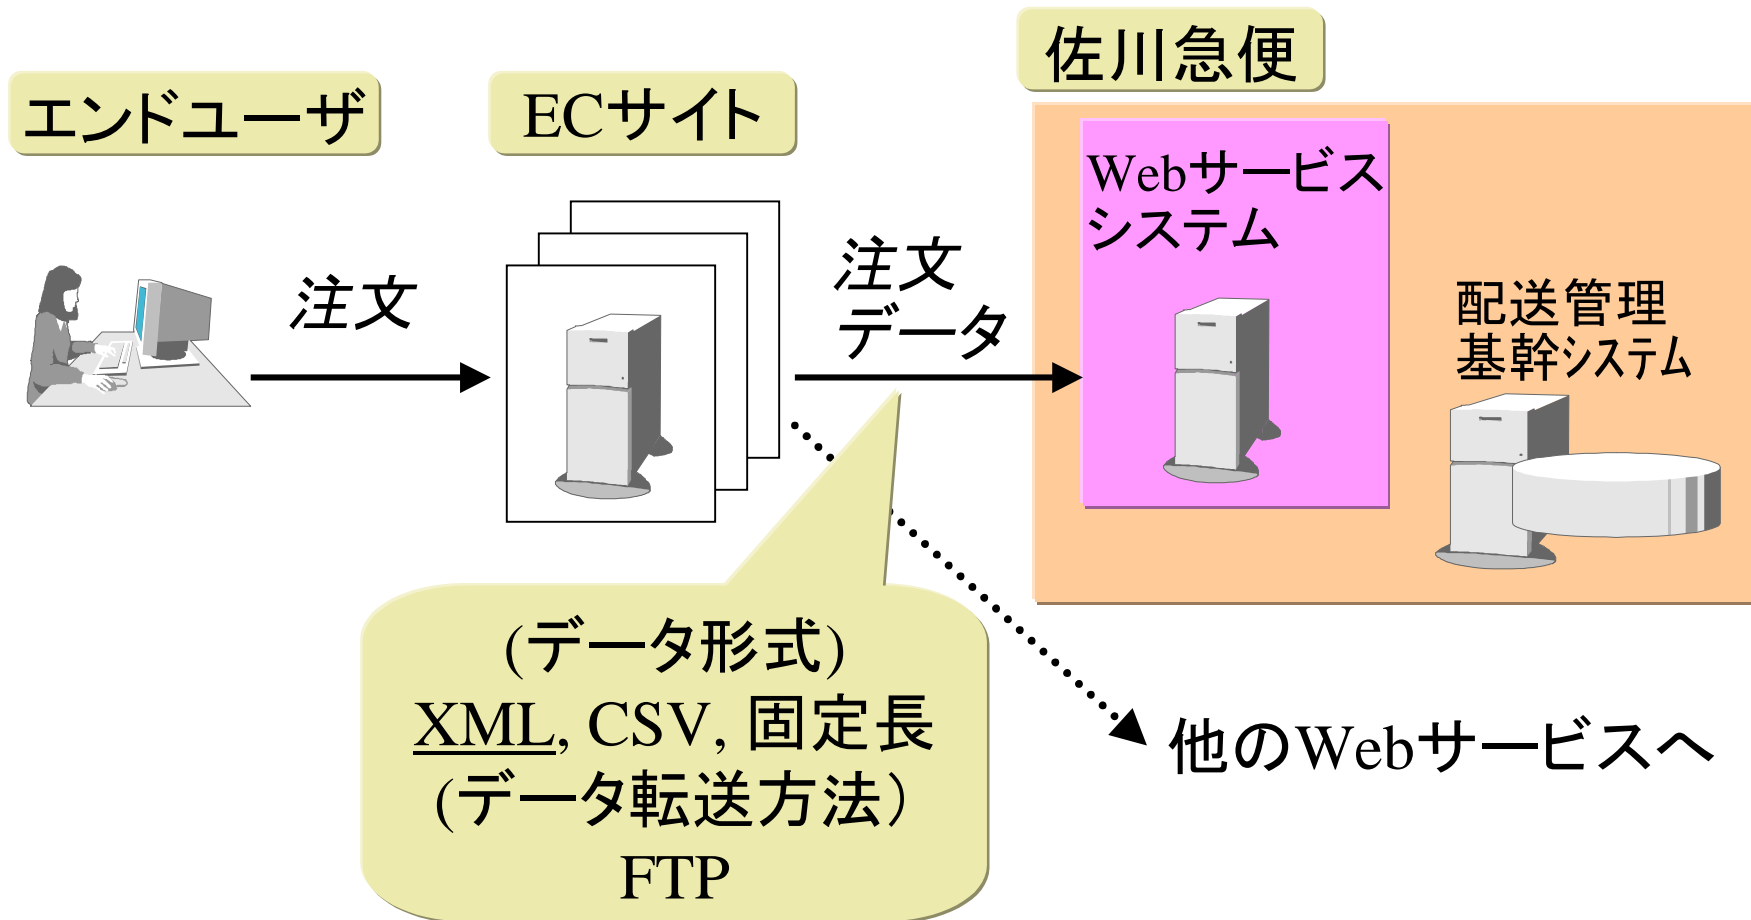 佐川急便
エンドユーザ
ECサイト
Webサービス
システム
注文
注文
データ
配送管理
基幹システム
(データ形式)
XML, CSV, 固定長
(データ転送方法）
FTP
他のWebサービスへ